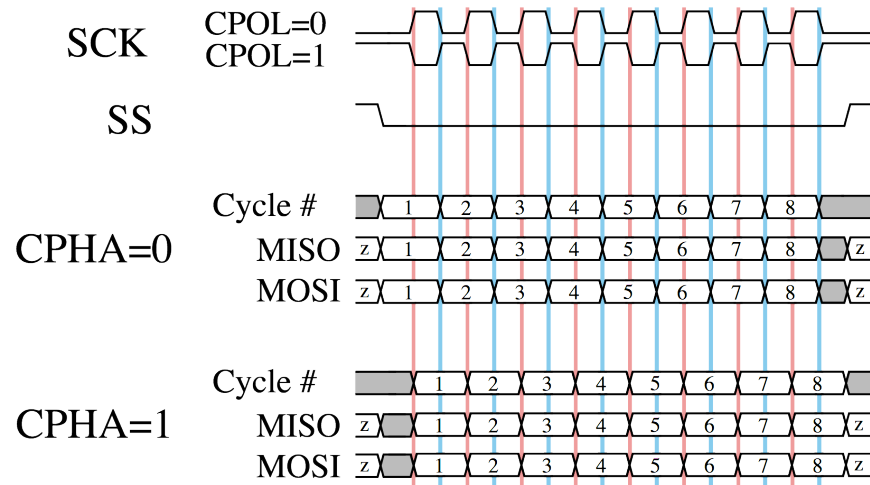 SCK CPOL=0
CPOL=1
SS
Cycle # 1 2 3 4 5 6 7 8
CPHA=0 MISO z 1 2 3 4 5 6 7 8 z
MOSI z 1 2 3 4 5 6 7 8 z
Cycle # 1 2 3 4 5 6 7 8
CPHA=1 MISO z 1 2 3 4 5 6 7 8 z
MOSI z 1 2 3 4 5 6 7 8 z